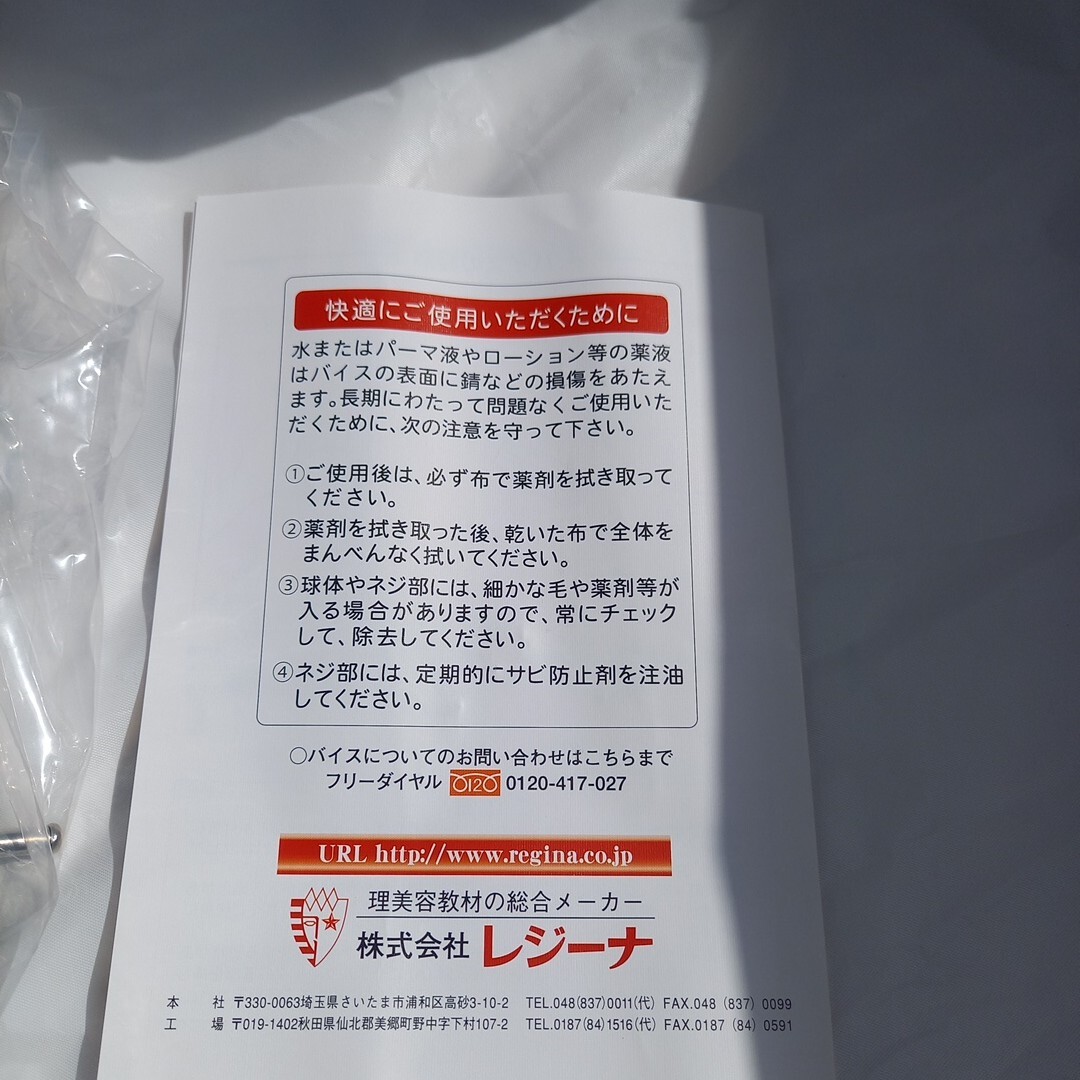 快適にご使用いただくために
水またはパーマ液やローション等の薬液
はバイスの表面に錆などの損傷をあたえ
ます。長期にわたって問題なくご使用いた
だくために、次の注意を守って下さい。
①ご使用後は、必ず布で薬剤を拭き取って
ください。
②薬剤を拭き取った後、乾いた布で全体を
まんべんなく拭いてください。
③球体やネジ部には、細かな毛や薬剤等が
入る場合がありますので、常にチェック
して、除去してください。
④ネジ部には、定期的にサビ防止剤を注油
してください。
○バイスについてのお問い合わせはこちらまで
フリーダイヤル 0120 0120-417-027
URL http://www.regina.co.jp
理美容教材の総合メーカー
株式会社 レジーナ
本 社 〒330-0063埼玉県さいたま市浦和区高砂3-10-2 TEL.048(837)0011(代) FAX.048 (837) 0099
工 場 〒019-1402秋田県仙北郡美郷町野中字下村107-2 TEL.0187(84)1516(代) FAX.0187 (84) 0591